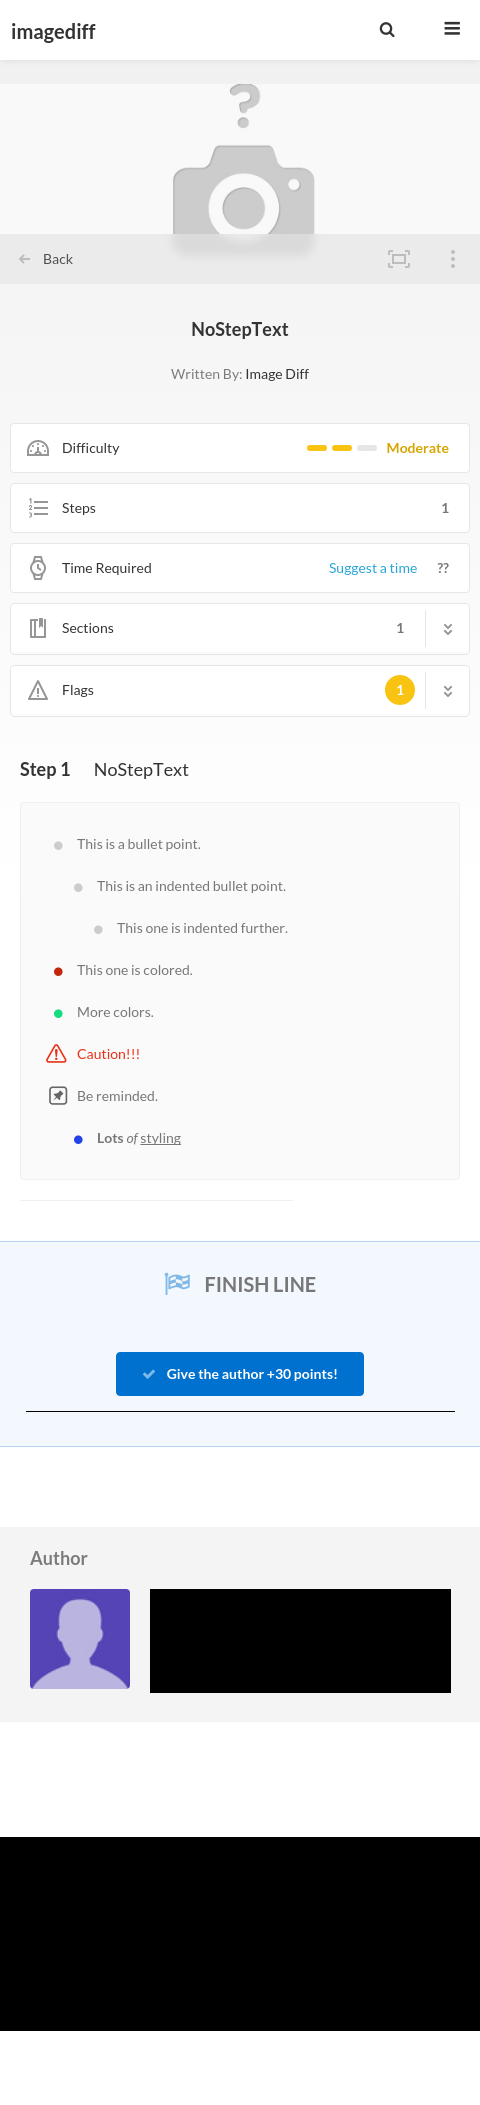 imagediff
Back
NoStepText
Written By: Image Diff
Difficulty
Moderate
Steps
1
Time Required
Suggest a time
??
Sections
1
Flags
1
Step 1 NoStepText
This is a bullet point.
This is an indented bullet point.
This one is indented further.
This one is colored.
More colors.
Caution!!!
Be reminded.
Lots of styling
FINISH LINE
Give the author +30 points!
Author